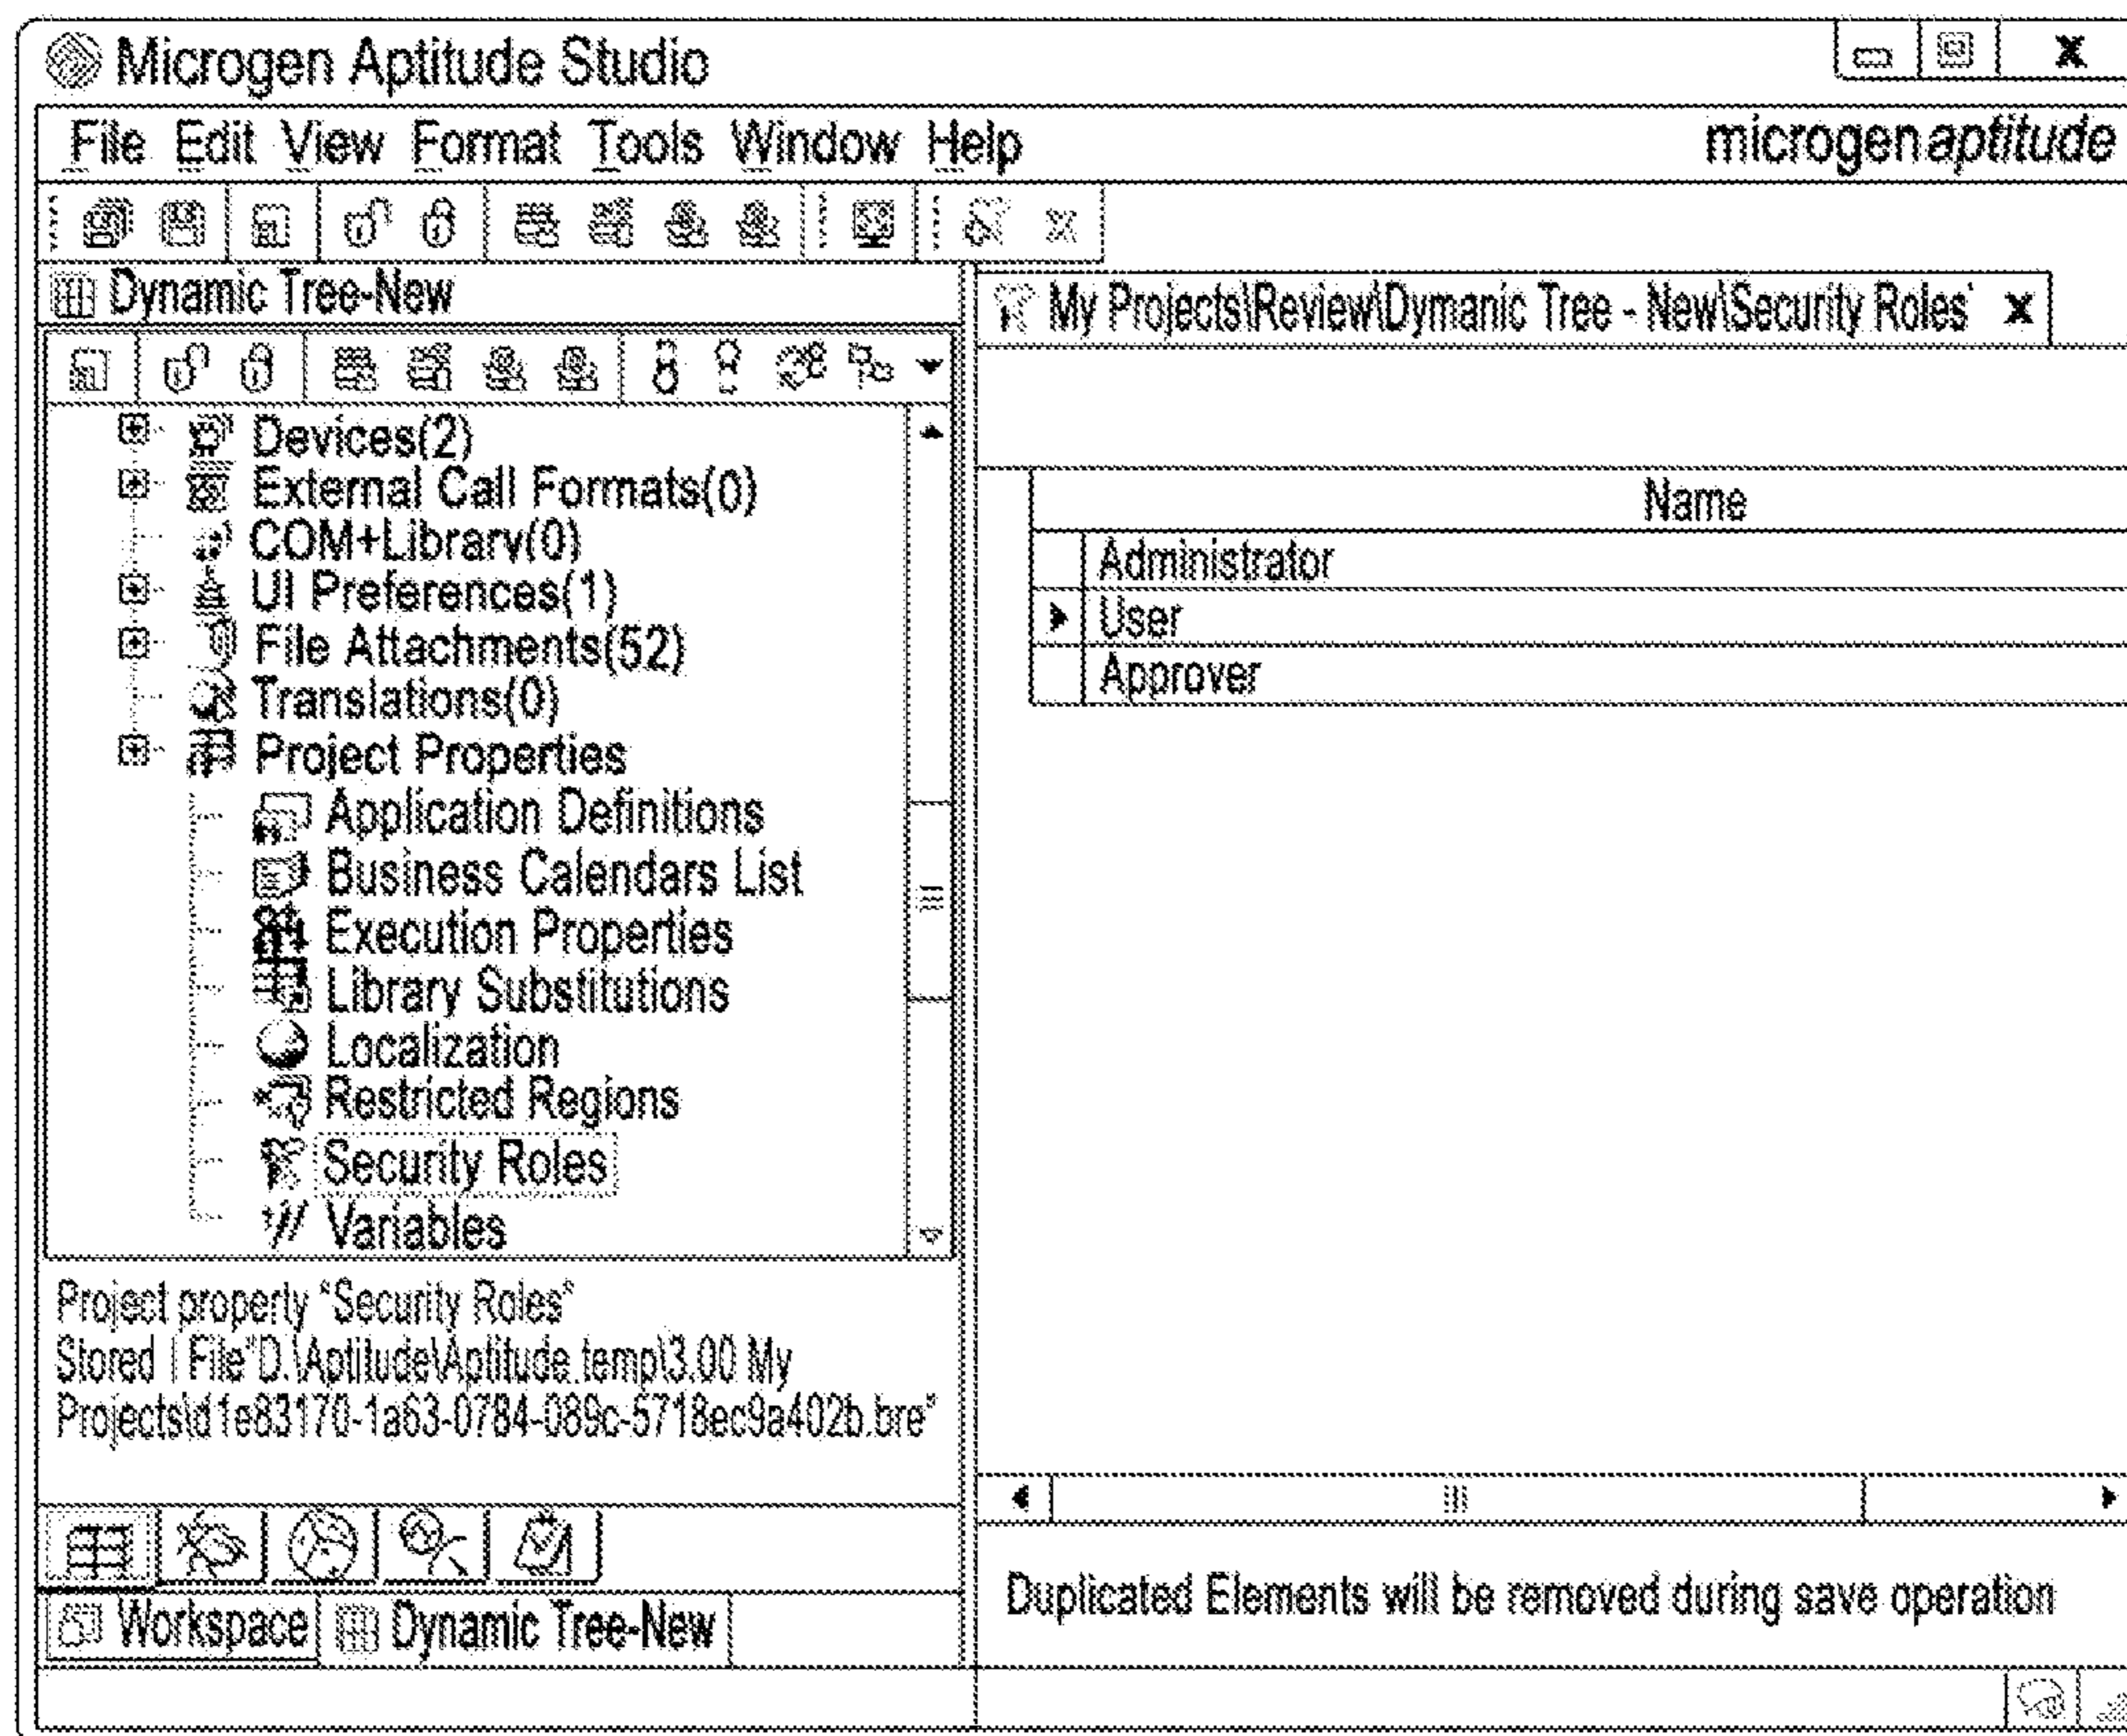 Microgen Aptitude Studio
File Edit View Format Tools Window Help
microgenaptitude
Dynamic Tree-New
Devices(2)
External Call Formats(0)
COM+Library(0)
UI Preferences(1)
File Attachments(52)
Translations(0)
Project Properties
Application Definitions
Business Calendars List
Execution Properties
Library Substitutions
Localization
Restricted Regions
Security Roles
Variables
Project property "Security Roles"
Stored | File"D.\Aptitude\Aptitude.temp\3.00 My
Projects\d1e83170-1a63-0784-089c-5718ec9a402b.bre"
Workspace
Dynamic Tree-New
My Projects\Review\Dymanic Tree - New\Security Roles*
Name
Administrator
User
Approver
Duplicated Elements will be removed during save operation